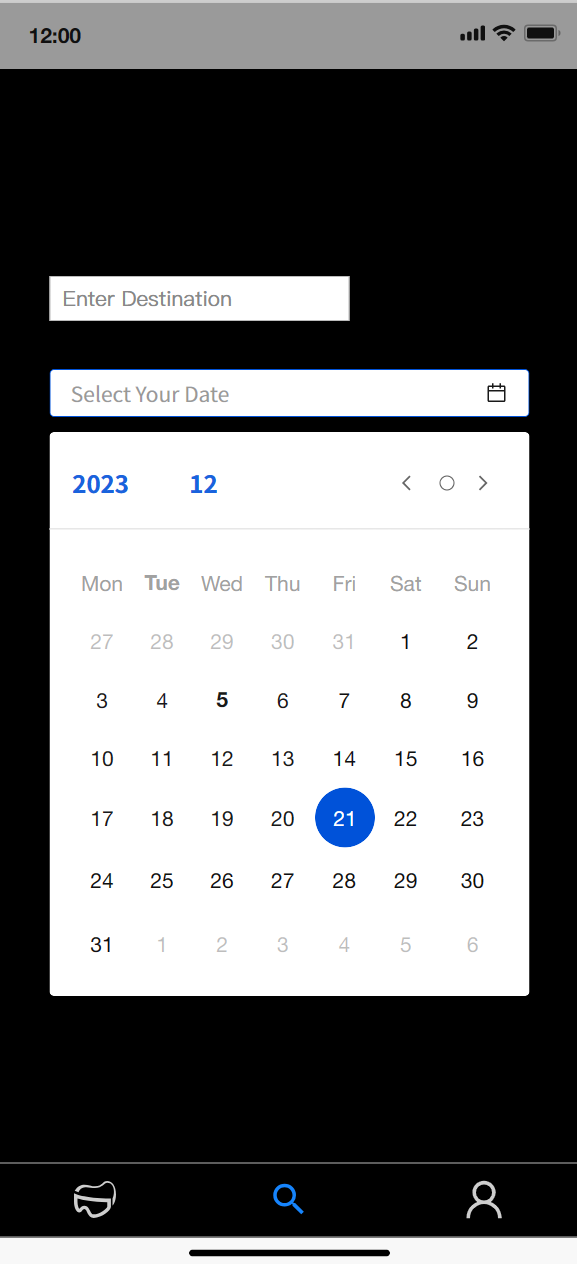 12:00
Enter Destination
Select Your Date
2023 12
Mon Tue Wed Thu Fri Sat Sun
27 28 29 30 31 1 2
3 4 5 6 7 8 9
10 11 12 13 14 15 16
17 18 19 20 21 22 23
24 25 26 27 28 29 30
31 1 2 3 4 5 6